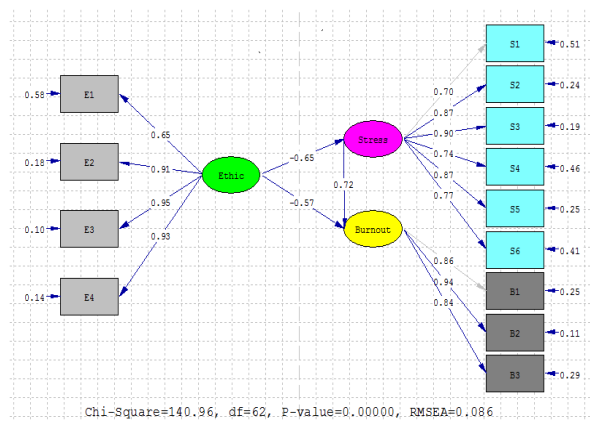 S1
0.51
0.70
S2
0.24
0.58
E1
0.87
S3
0.19
0.65
0.90
Stress
0.18
E2
-0.65
0.74
S4
0.46
0.91
Ethic
0.87
0.72
0.77
S5
0.25
0.95
-0.57
0.10
E3
Burnout
S6
0.41
0.93
0.86
0.94
B1
0.25
0.14
E4
0.84
B2
0.11
B3
0.29
Chi-Square=140.96, df=62, P-value=0.00000, RMSEA=0.086